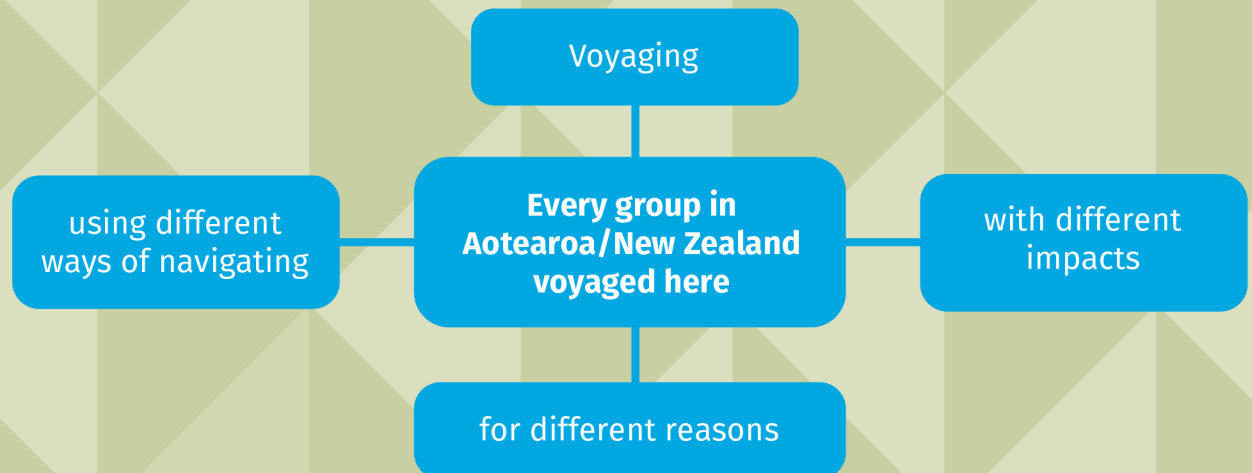 Voyaging
using different
ways of navigating
Every group in
Aotearoa/New Zealand
voyaged here
with different
impacts
for different reasons